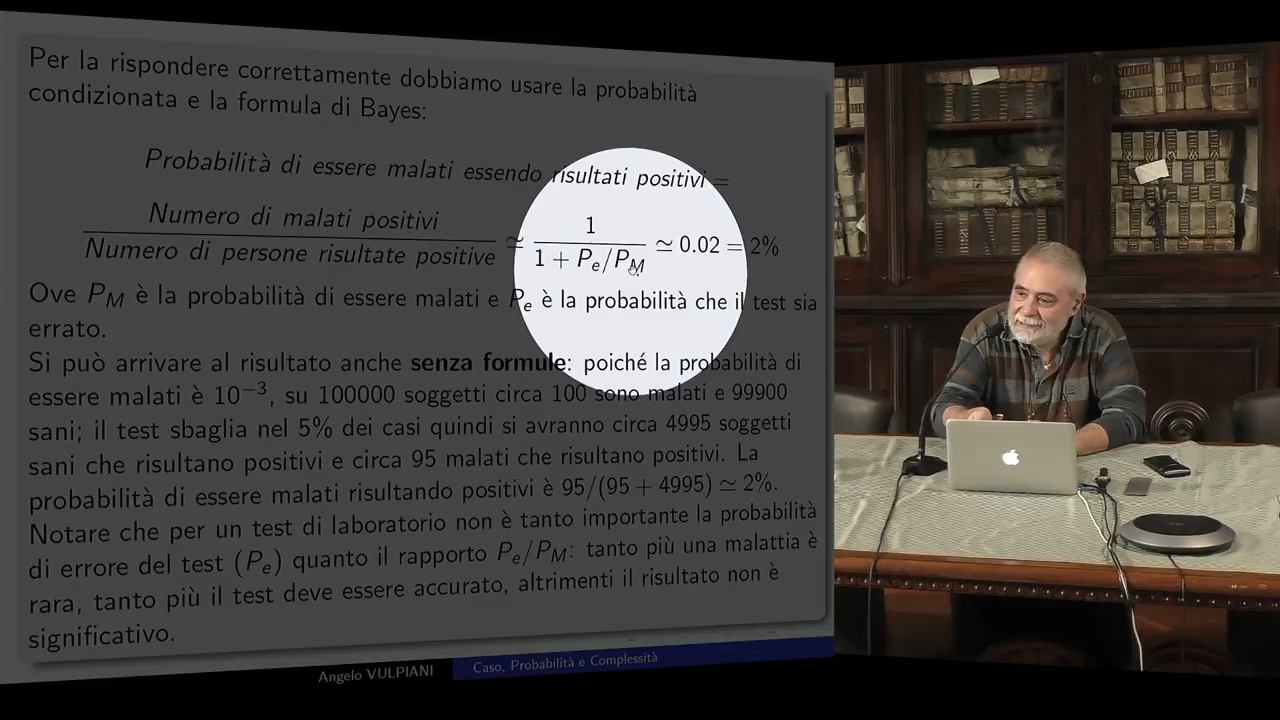 Per la rispondere correttamente dobbiamo usare la probabilità
condizionata e la formula di Bayes:
Probabilità di essere malati essendo risultati positivi =
Numero di malati positivi / Numero di persone risultate positive ≃ 1 / (1 + P_e/P_M) ≃ 0.02 = 2%
Ove P_M è la probabilità di essere malati e P_e è la probabilità che il test sia
errato.
Si può arrivare al risultato anche senza formule: poiché la probabilità di
essere malati è 10⁻³, su 100000 soggetti circa 100 sono malati e 99900
sani; il test sbaglia nel 5% dei casi quindi si avranno circa 4995 soggetti
sani che risultano positivi e circa 95 malati che risultano positivi. La
probabilità di essere malati risultando positivi è 95/(95 + 4995) ≃ 2%.
Notare che per un test di laboratorio non è tanto importante la probabilità
di errore del test (P_e) quanto il rapporto P_e/P_M: tanto più una malattia è
rara, tanto più il test deve essere accurato, altrimenti il risultato non è
significativo.
Angelo VULPIANI Caso, Probabilità e Complessità